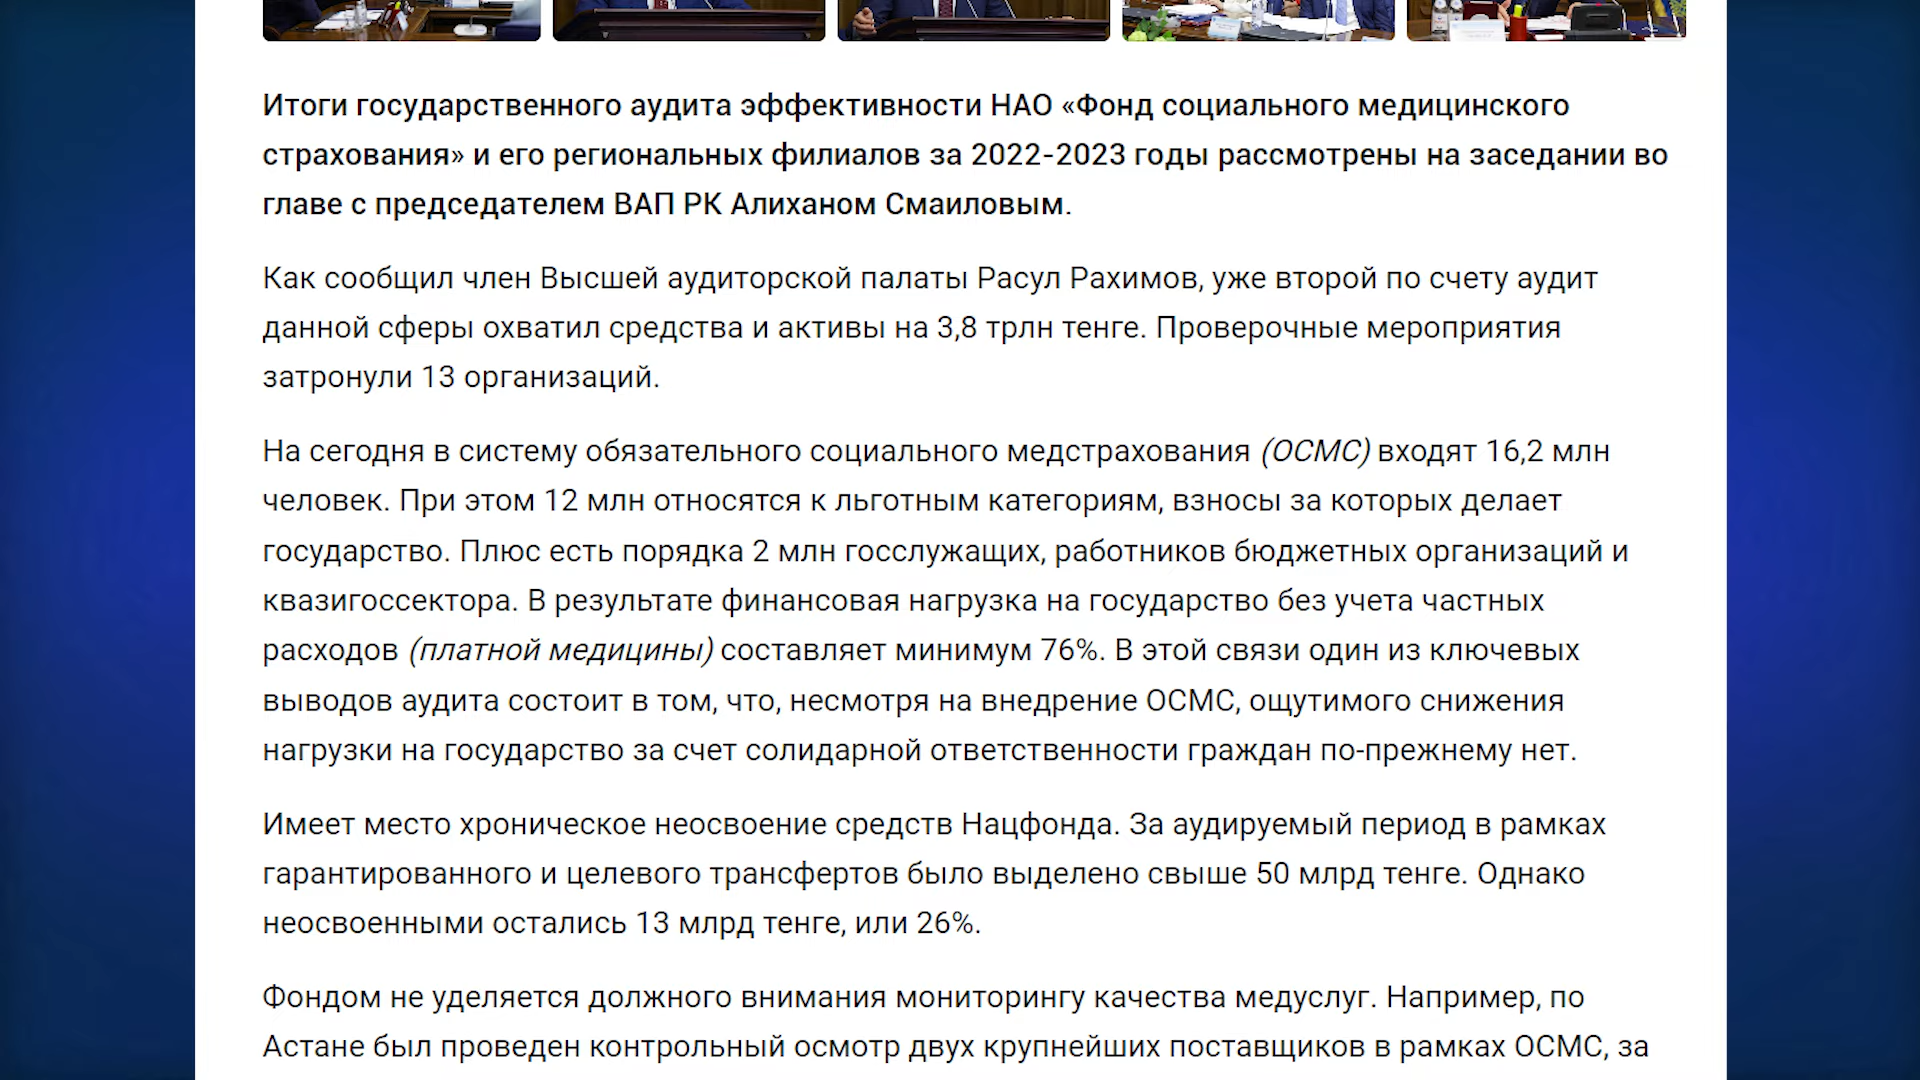 Итоги государственного аудита эффективности НАО «Фонд социального медицинского
страхования» и его региональных филиалов за 2022-2023 годы рассмотрены на заседании во
главе с председателем ВАП РК Алиханом Смаиловым.
Как сообщил член Высшей аудиторской палаты Расул Рахимов, уже второй по счету аудит
данной сферы охватил средства и активы на 3,8 трлн тенге. Проверочные мероприятия
затронули 13 организаций.
На сегодня в систему обязательного социального медстрахования (ОСМС) входят 16,2 млн
человек. При этом 12 млн относятся к льготным категориям, взносы за которых делает
государство. Плюс есть порядка 2 млн госслужащих, работников бюджетных организаций и
квазигоссектора. В результате финансовая нагрузка на государство без учета частных
расходов (платной медицины) составляет минимум 76%. В этой связи один из ключевых
выводов аудита состоит в том, что, несмотря на внедрение ОСМС, ощутимого снижения
нагрузки на государство за счет солидарной ответственности граждан по-прежнему нет.
Имеет место хроническое неосвоение средств Нацфонда. За аудируемый период в рамках
гарантированного и целевого трансфертов было выделено свыше 50 млрд тенге. Однако
неосвоенными остались 13 млрд тенге, или 26%.
Фондом не уделяется должного внимания мониторингу качества медуслуг. Например, по
Астане был проведен контрольный осмотр двух крупнейших поставщиков в рамках ОСМС, за